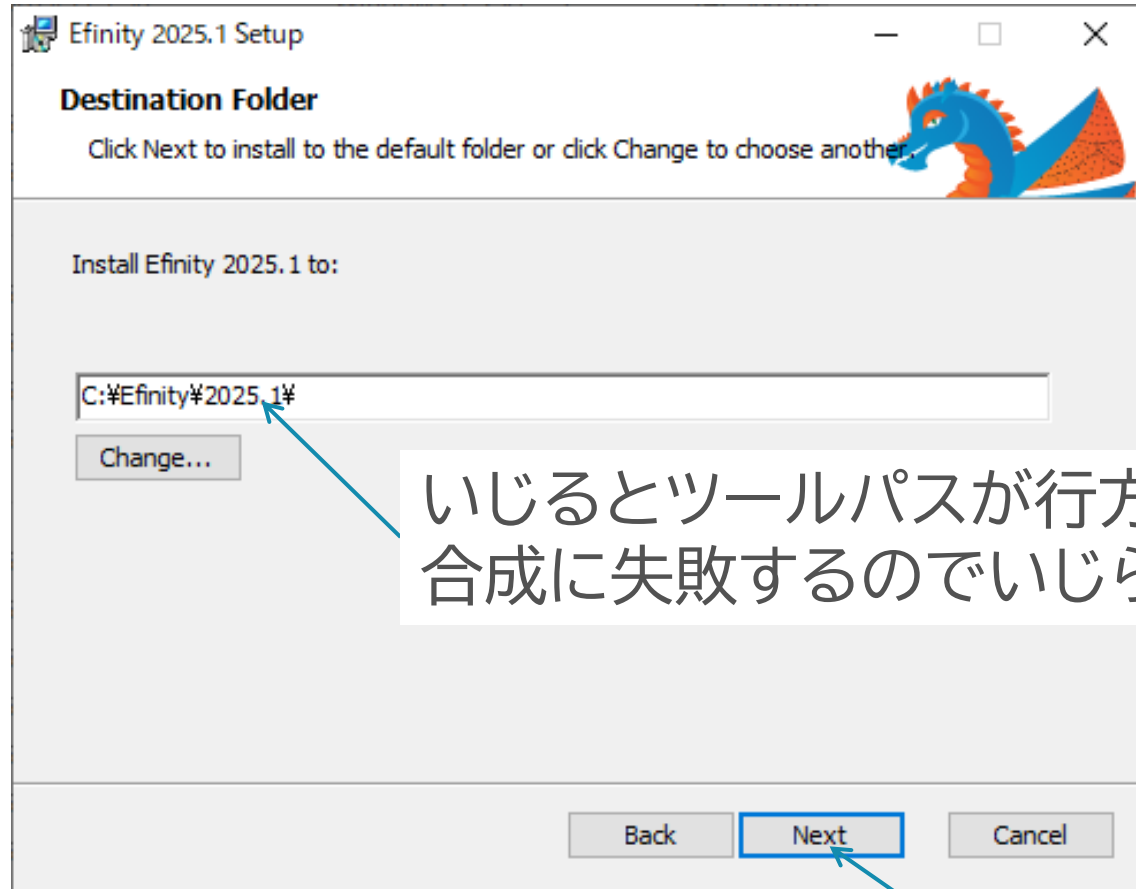 Efinity 2025.1 Setup
Destination Folder
Click Next to install to the default folder or click Change to choose another.
Install Efinity 2025.1 to:
C:¥Efinity¥2025.1¥
Change...
いじるとツールパスが行方
合成に失敗するのでいじら
Back
Next
Cancel